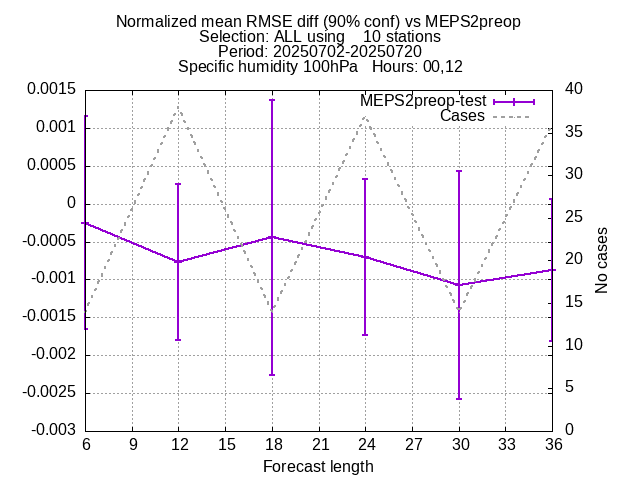 Normalized mean RMSE diff (90% conf) vs MEPS2preop
Selection: ALL using    10 stations
Period: 20250702-20250720
Specific humidity 100hPa   Hours: 00,12
MEPS2preop-test
Cases
0.0015
0.001
0.0005
0
-0.0005
-0.001
-0.0015
-0.002
-0.0025
-0.003
40
35
30
25
20
15
10
5
0
No cases
6 9 12 15 18 21 24 27 30 33 36
Forecast length